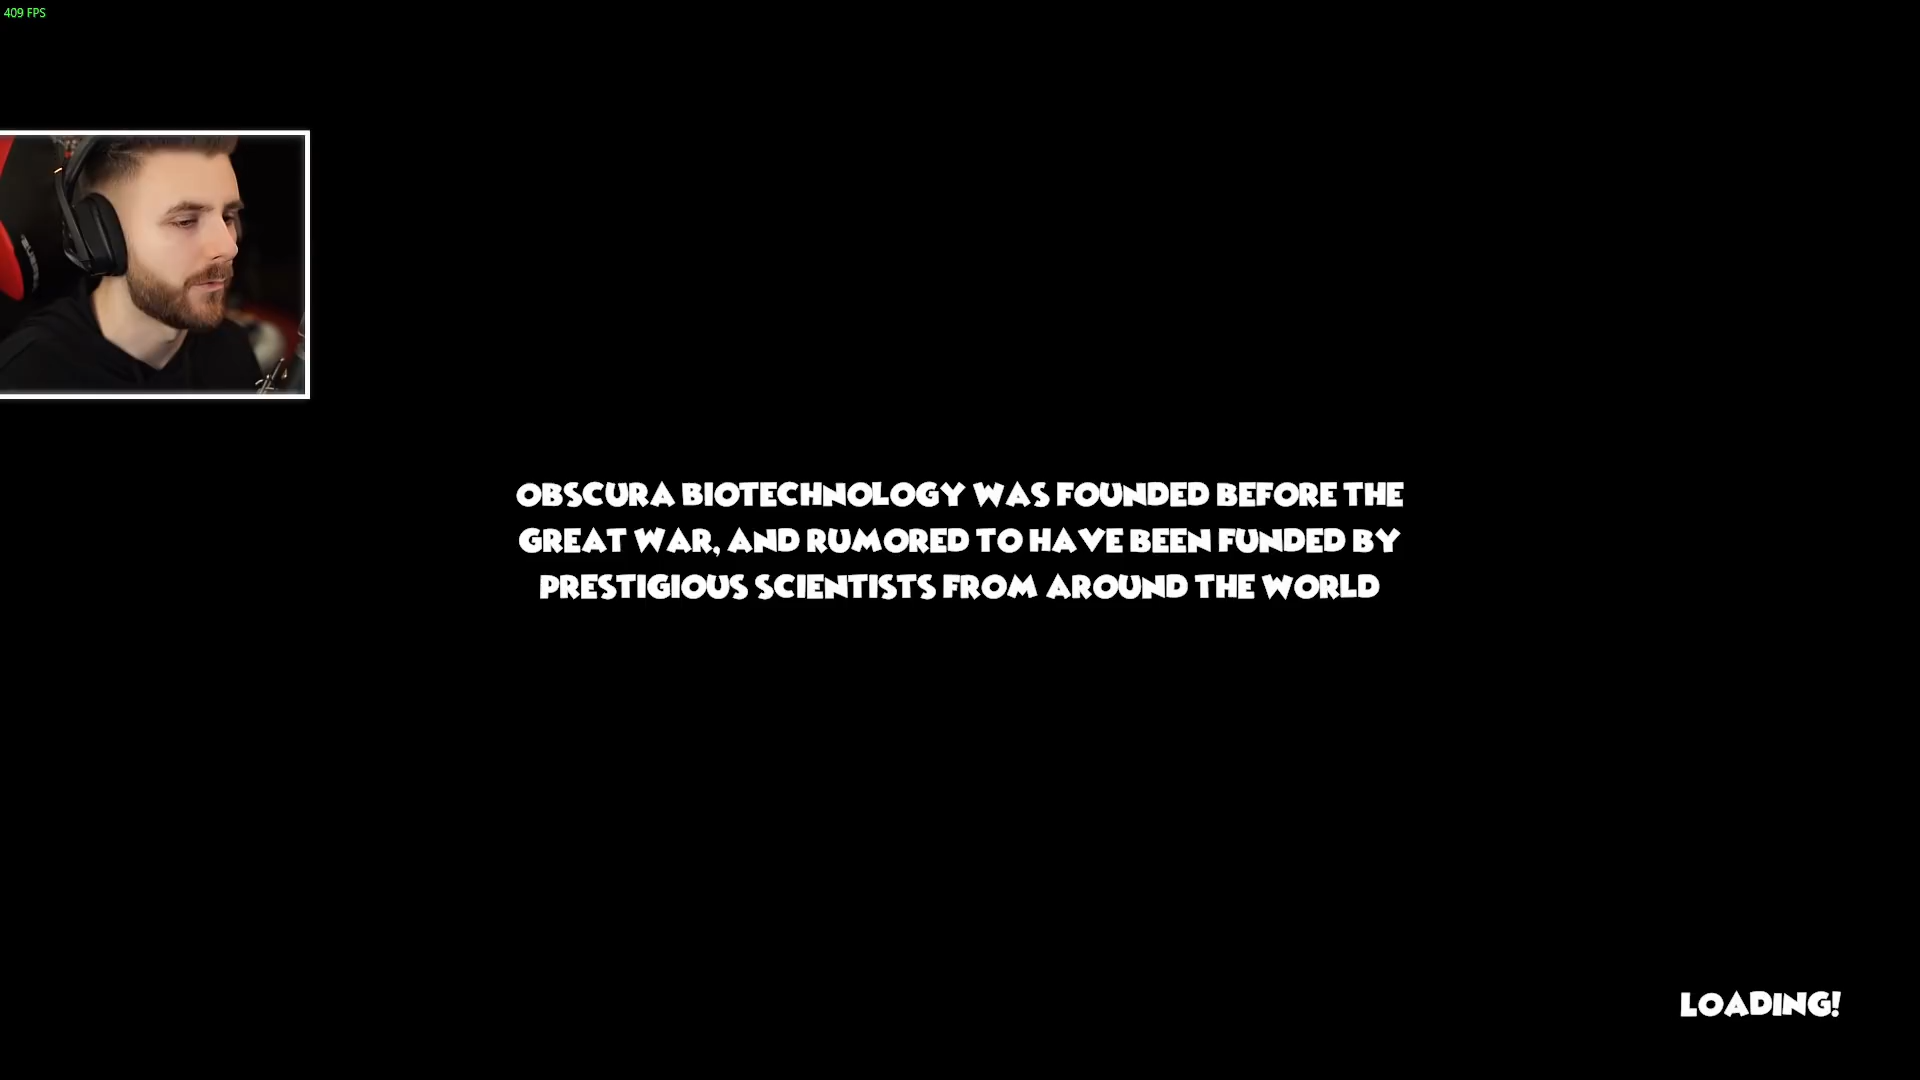 409 FPS
OBSCURA BIOTECHNOLOGY WAS FOUNDED BEFORE THE
GREAT WAR, AND RUMORED TO HAVE BEEN FUNDED BY
PRESTIGIOUS SCIENTISTS FROM AROUND THE WORLD
LOADING!